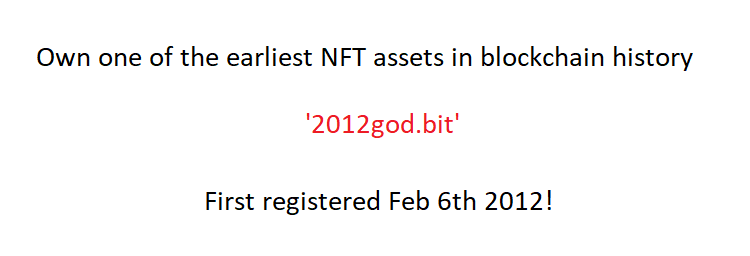 Own one of the earliest NFT assets in blockchain history
'2012god.bit'
First registered Feb 6th 2012!